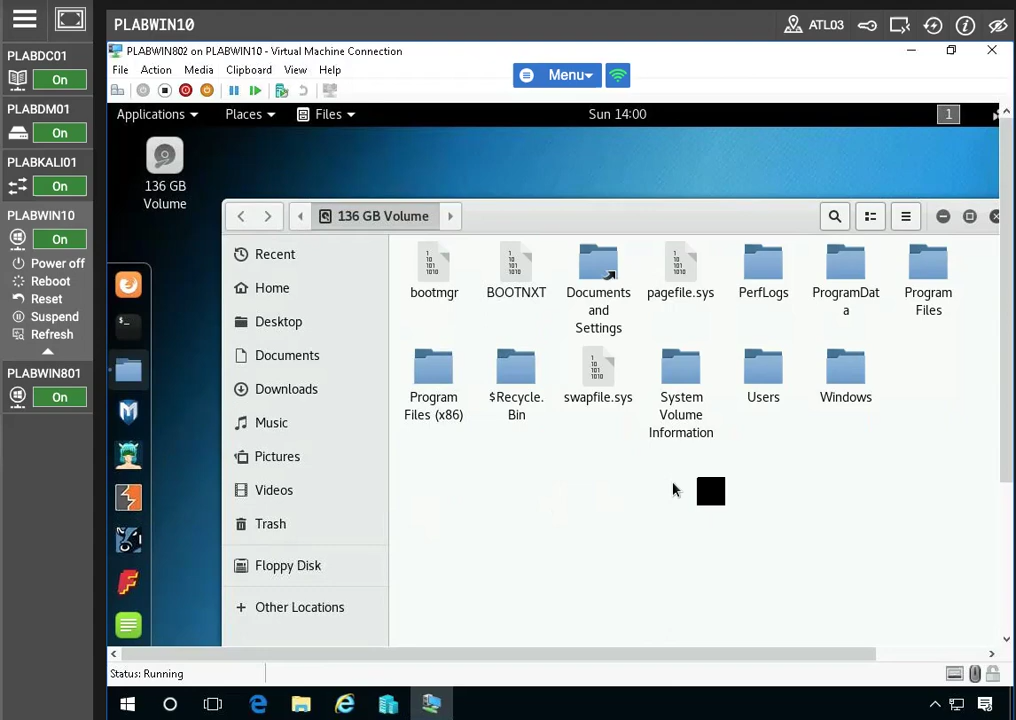 PLABWIN10
ATL03
PLABDC01
On
PLABDM01
On
PLABKALI01
On
PLABWIN10
On
Power off
Reboot
Reset
Suspend
Refresh
PLABWIN801
On
PLABWIN802 on PLABWIN10 - Virtual Machine Connection
File Action Media Clipboard View Help
Menu
Applications Places Files Sun 14:00 1
136 GB
Volume
136 GB Volume
Recent
Home
Desktop
Documents
Downloads
Music
Pictures
Videos
Trash
Floppy Disk
+ Other Locations
bootmgr
BOOTNXT
Documents
and
Settings
pagefile.sys
PerfLogs
ProgramDat
a
Program
Files
Program
Files (x86)
$Recycle.
Bin
swapfile.sys
System
Volume
Information
Users
Windows
Status: Running